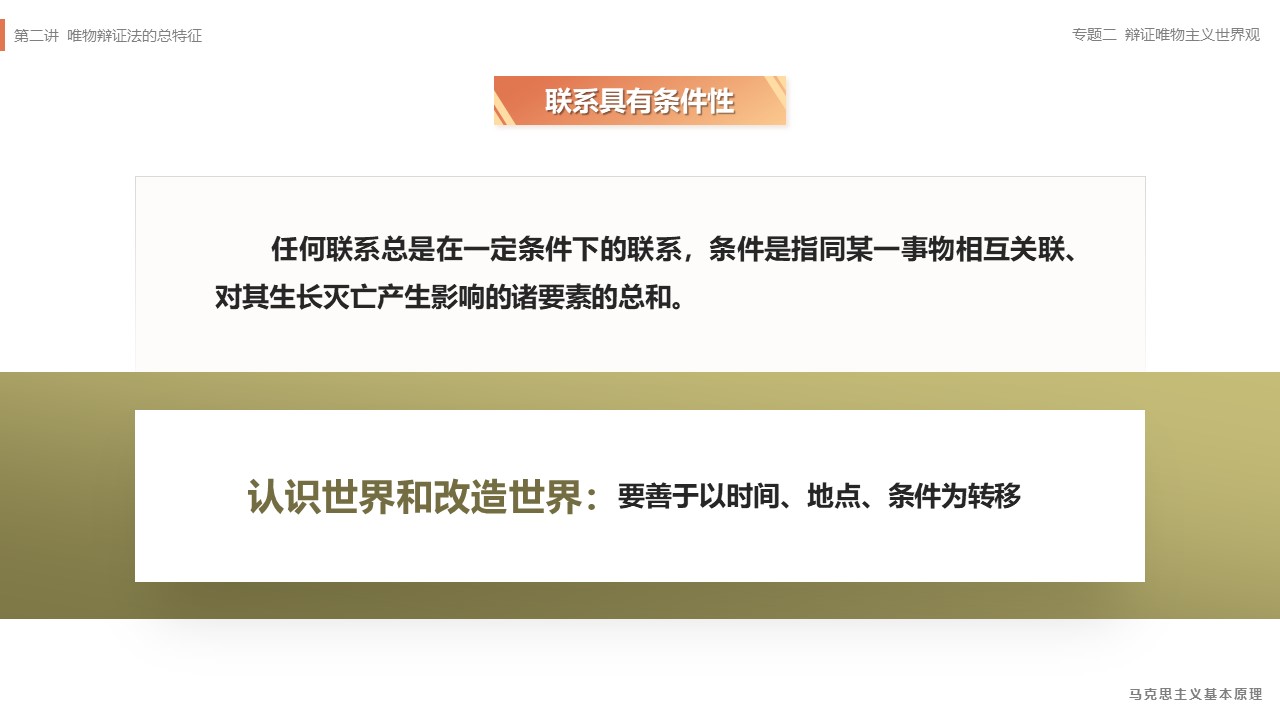 第二讲 唯物辩证法的总特征
专题二 辩证唯物主义世界观
联系具有条件性
任何联系总是在一定条件下的联系，条件是指同某一事物相互关联、
对其生长灭亡产生影响的诸要素的总和。
认识世界和改造世界：要善于以时间、地点、条件为转移
马克思主义基本原理